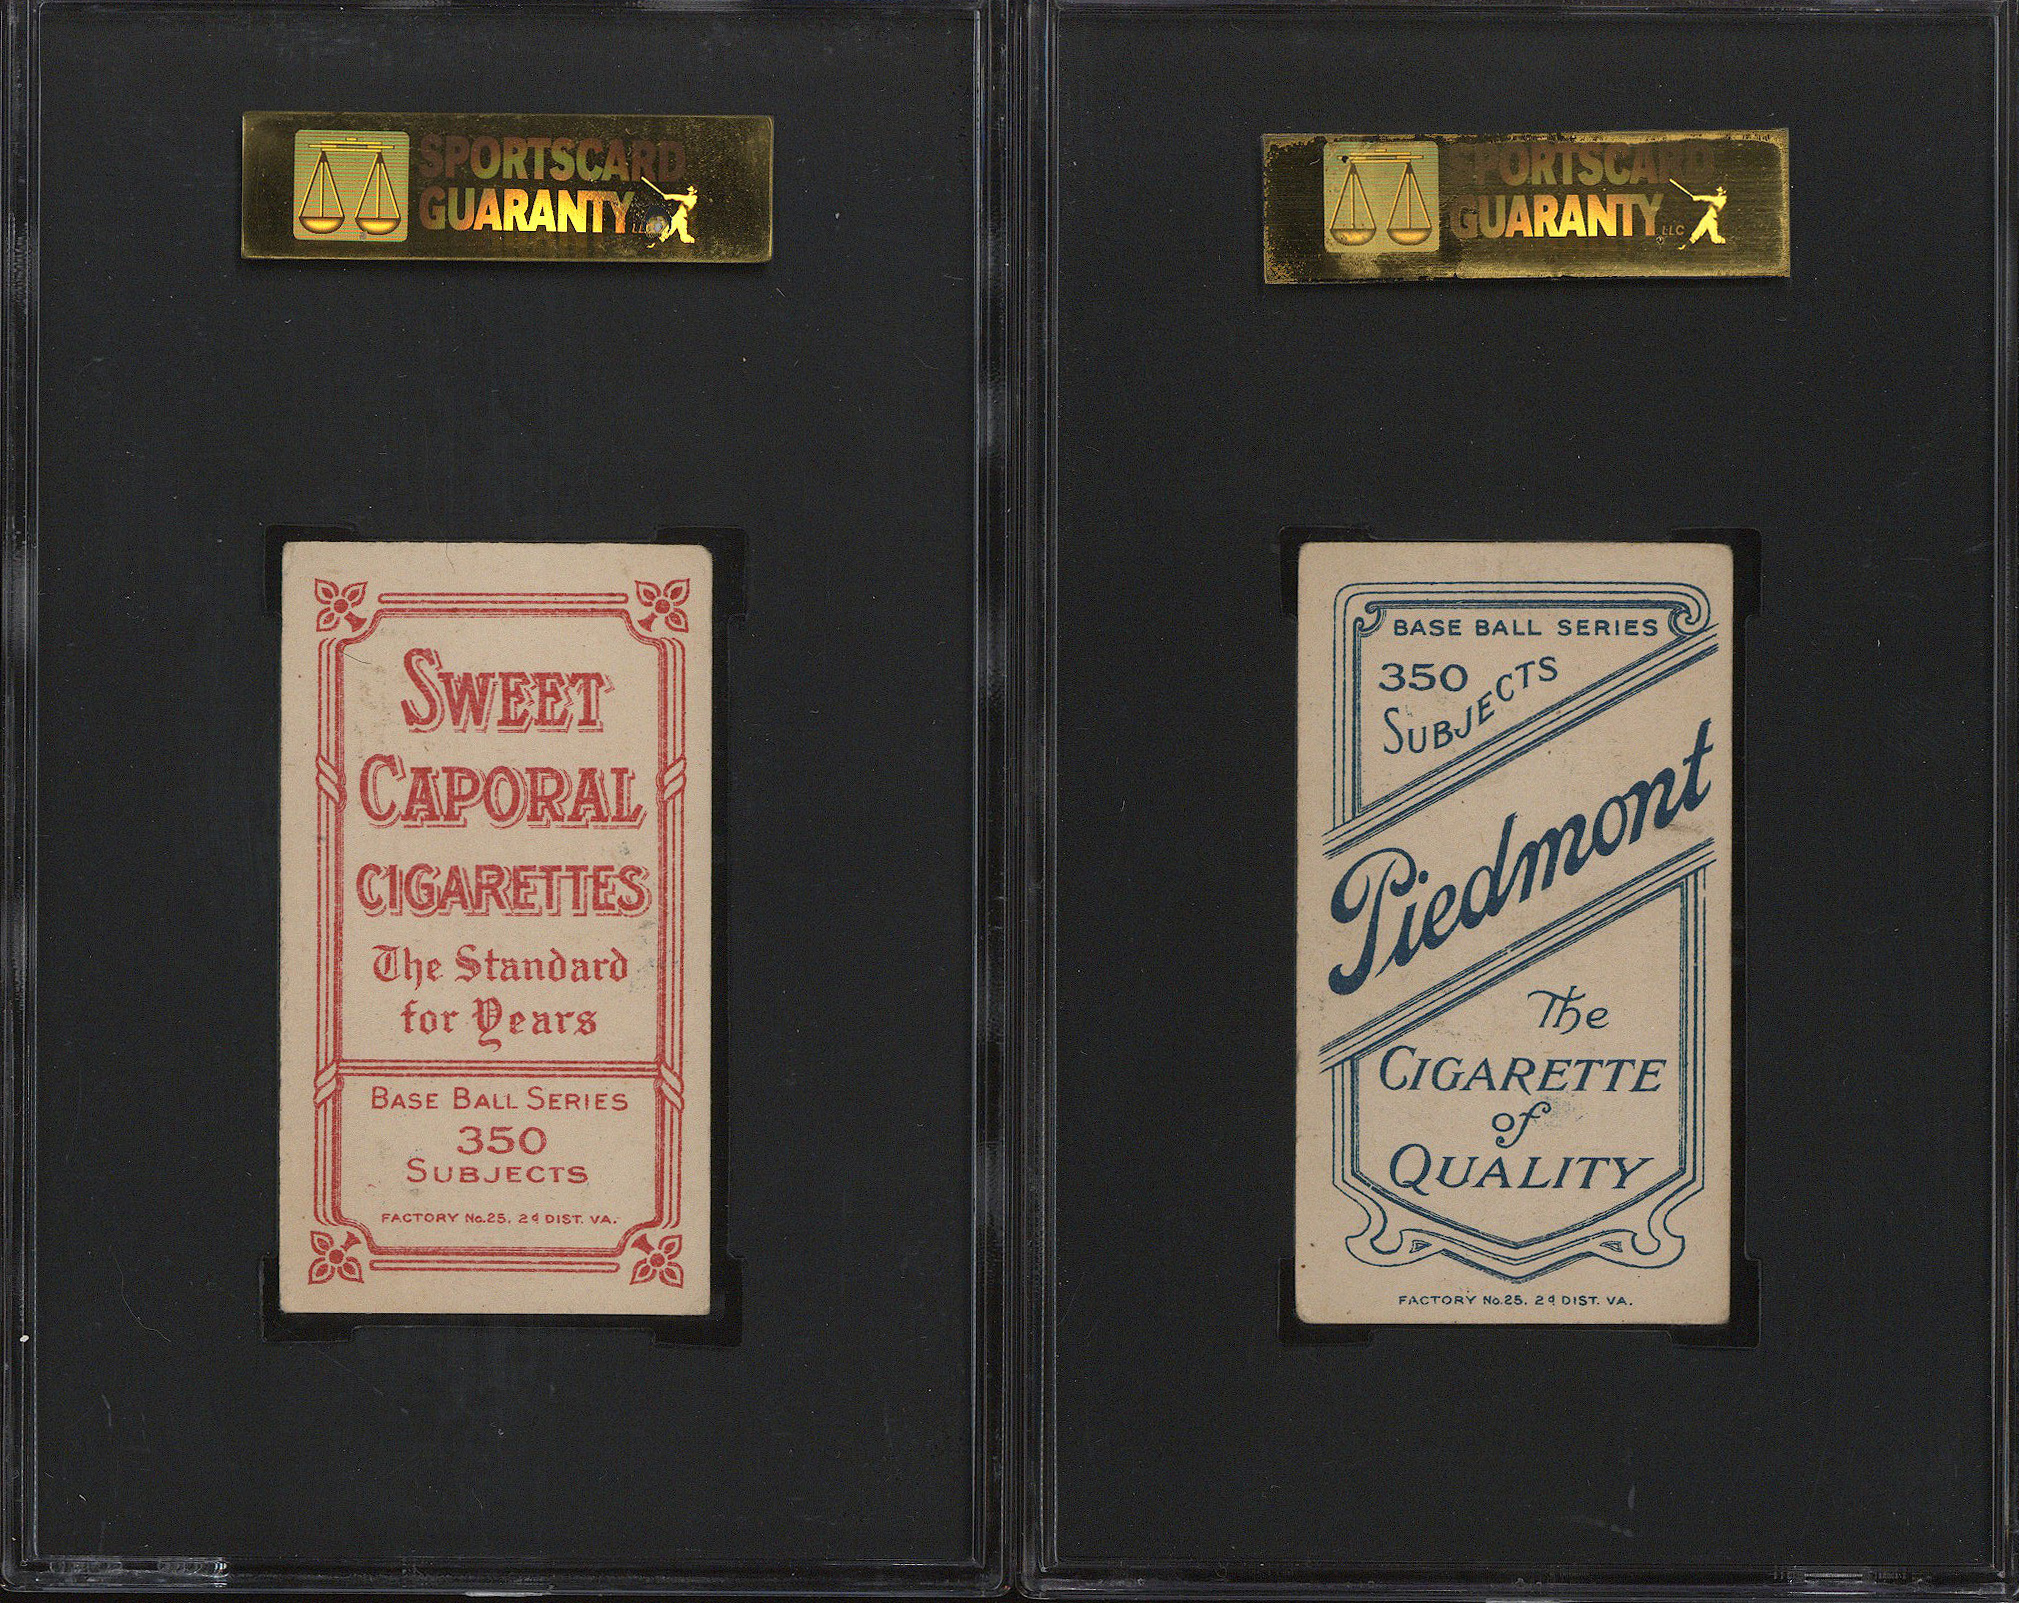 SPORTSCARD
GUARANTY LLC
SWEET
CAPORAL
CIGARETTES
The Standard
for Years
BASE BALL SERIES
350
SUBJECTS
FACTORY No.25, 2d DIST. VA.
SPORTSCARD
GUARANTY LLC
BASE BALL SERIES
350
SUBJECTS
Piedmont
The
CIGARETTE
of
QUALITY
FACTORY No.25, 2d DIST. VA.